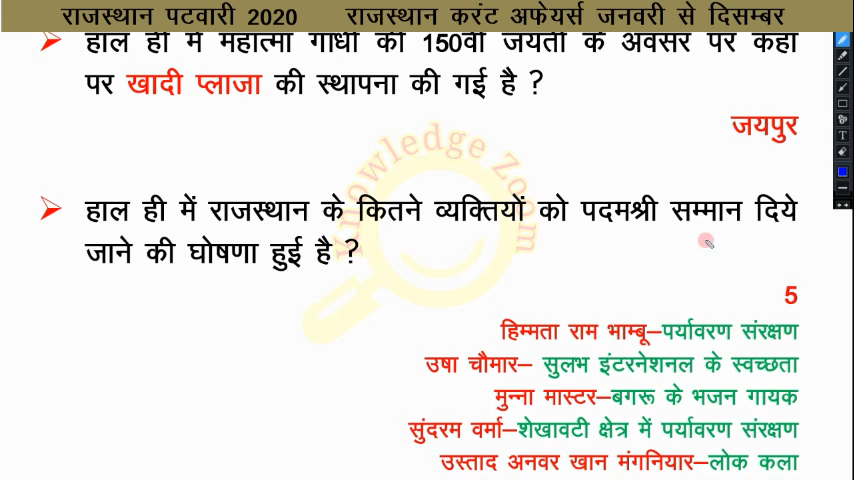 राजस्थान पटवारी 2020 राजस्थान करंट अफेयर्स जनवरी से दिसम्बर
हाल ही में महात्मा गांधी की 150वीं जयंती के अवसर पर कहां
पर खादी प्लाजा की स्थापना की गई है ?
जयपुर
हाल ही में राजस्थान के कितने व्यक्तियों को पदमश्री सम्मान दिये
जाने की घोषणा हुई है ?
5
हिम्मता राम भाम्बू–पर्यावरण संरक्षण
उषा चौमार– सुलभ इंटरनेशनल के स्वच्छता
मुन्ना मास्टर–बगरू के भजन गायक
सुंदरम वर्मा–शेखावटी क्षेत्र में पर्यावरण संरक्षण
उस्ताद अनवर खान मंगनियार–लोक कला
Knowledge Zoom